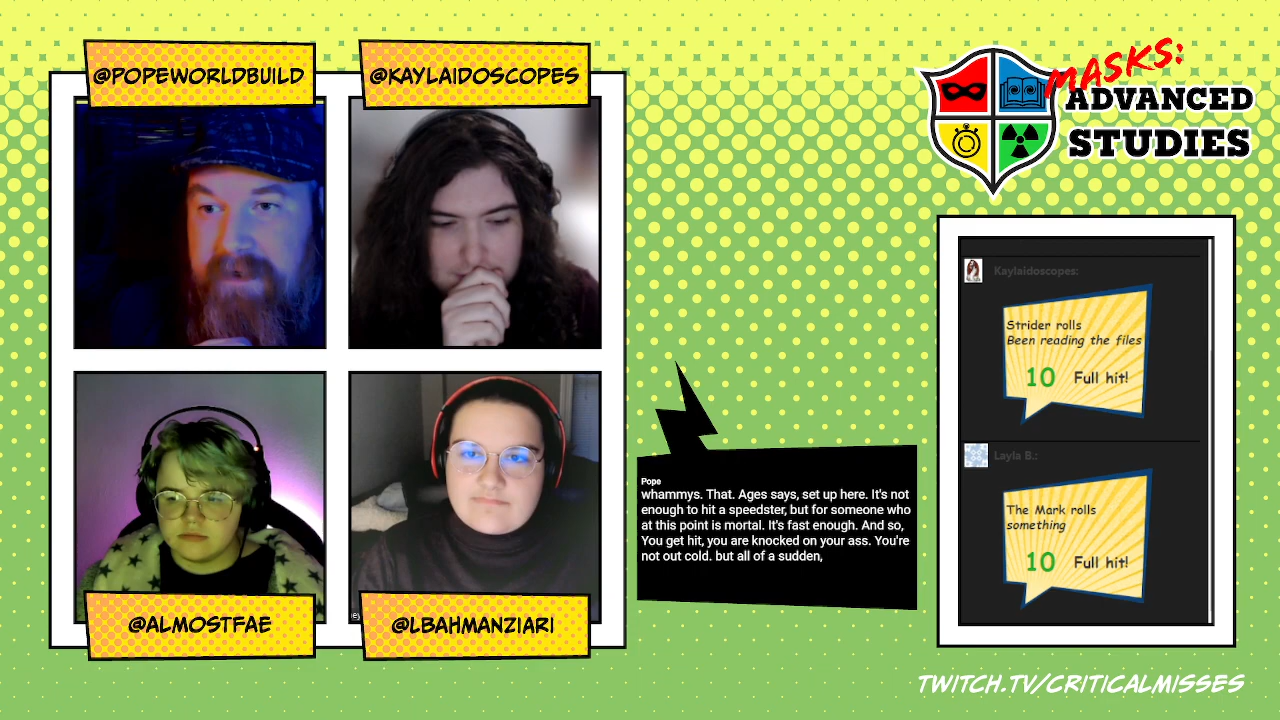 @POPEWORLDBUILD
@KAYLAIDOSCOPES
MASKS:
ADVANCED
STUDIES
Kaylaidoscopes:
Strider rolls
Been reading the files
10 Full hit!
Layla B.:
The Mark rolls
something
10 Full hit!
Pope
whammys. That. Ages says, set up here. It's not
enough to hit a speedster, but for someone who
at this point is mortal. It's fast enough. And so,
You get hit, you are knocked on your ass. You're
not out cold. but all of a sudden,
@ALMOSTFAE
@LBAHMANZIARI
TWITCH.TV/CRITICALMISSES